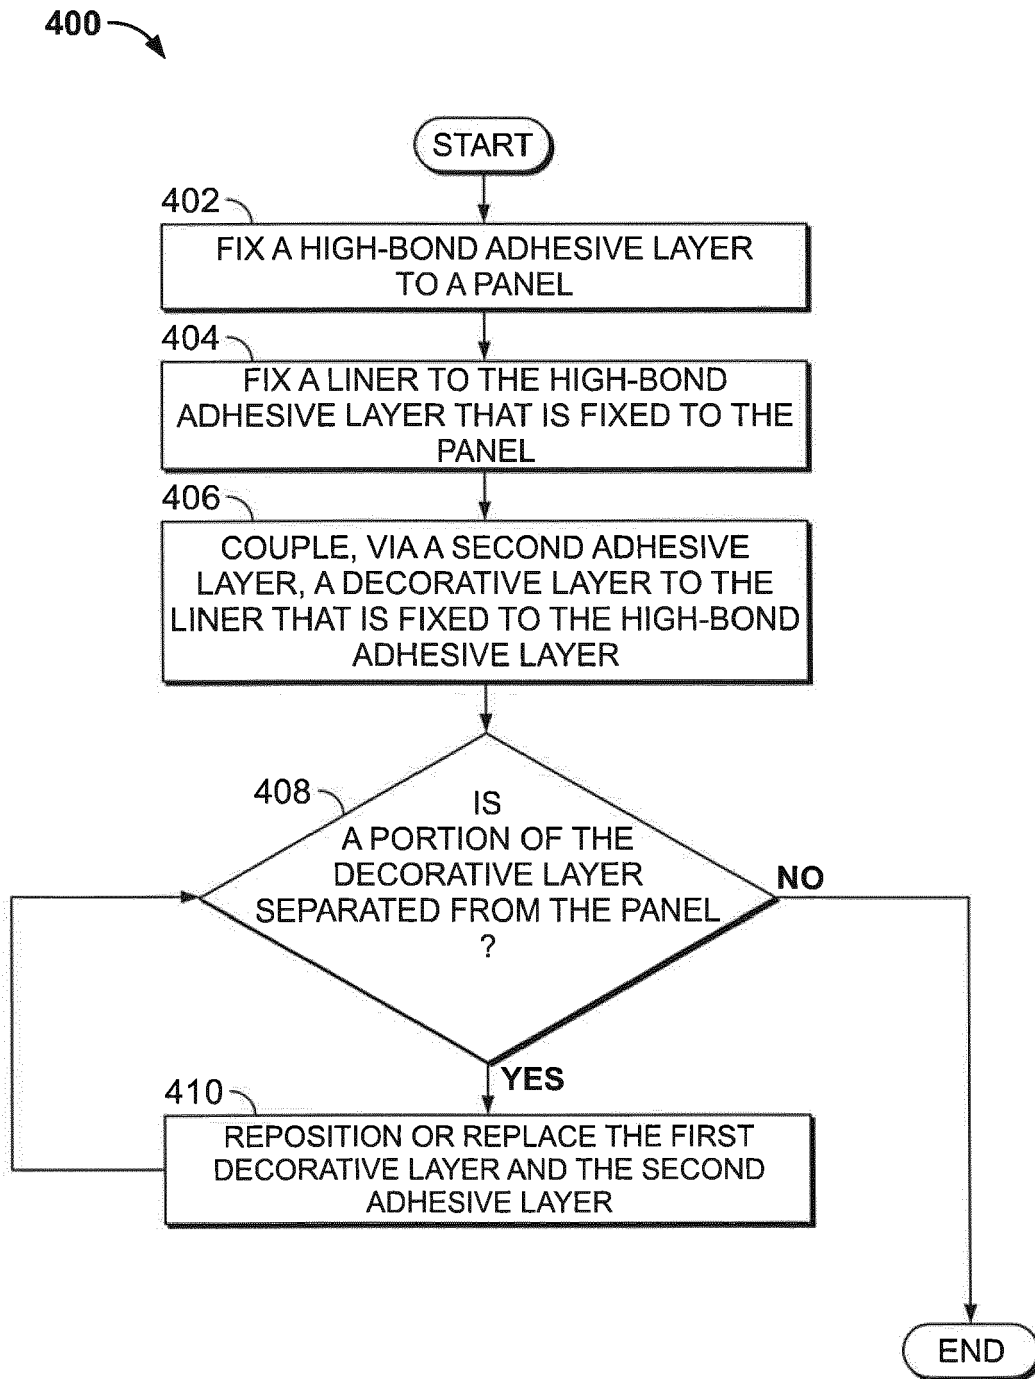 400
START
402
FIX A HIGH-BOND ADHESIVE LAYER
TO A PANEL
404
FIX A LINER TO THE HIGH-BOND
ADHESIVE LAYER THAT IS FIXED TO THE
PANEL
406
COUPLE, VIA A SECOND ADHESIVE
LAYER, A DECORATIVE LAYER TO THE
LINER THAT IS FIXED TO THE HIGH-BOND
ADHESIVE LAYER
408
IS
A PORTION OF THE
DECORATIVE LAYER
SEPARATED FROM THE PANEL
?
NO
YES
410
REPOSITION OR REPLACE THE FIRST
DECORATIVE LAYER AND THE SECOND
ADHESIVE LAYER
END